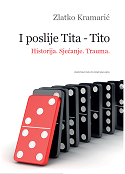 Zlatko Kramarić
I poslije Tita - Tito
Historija. Sjećanje. Trauma.